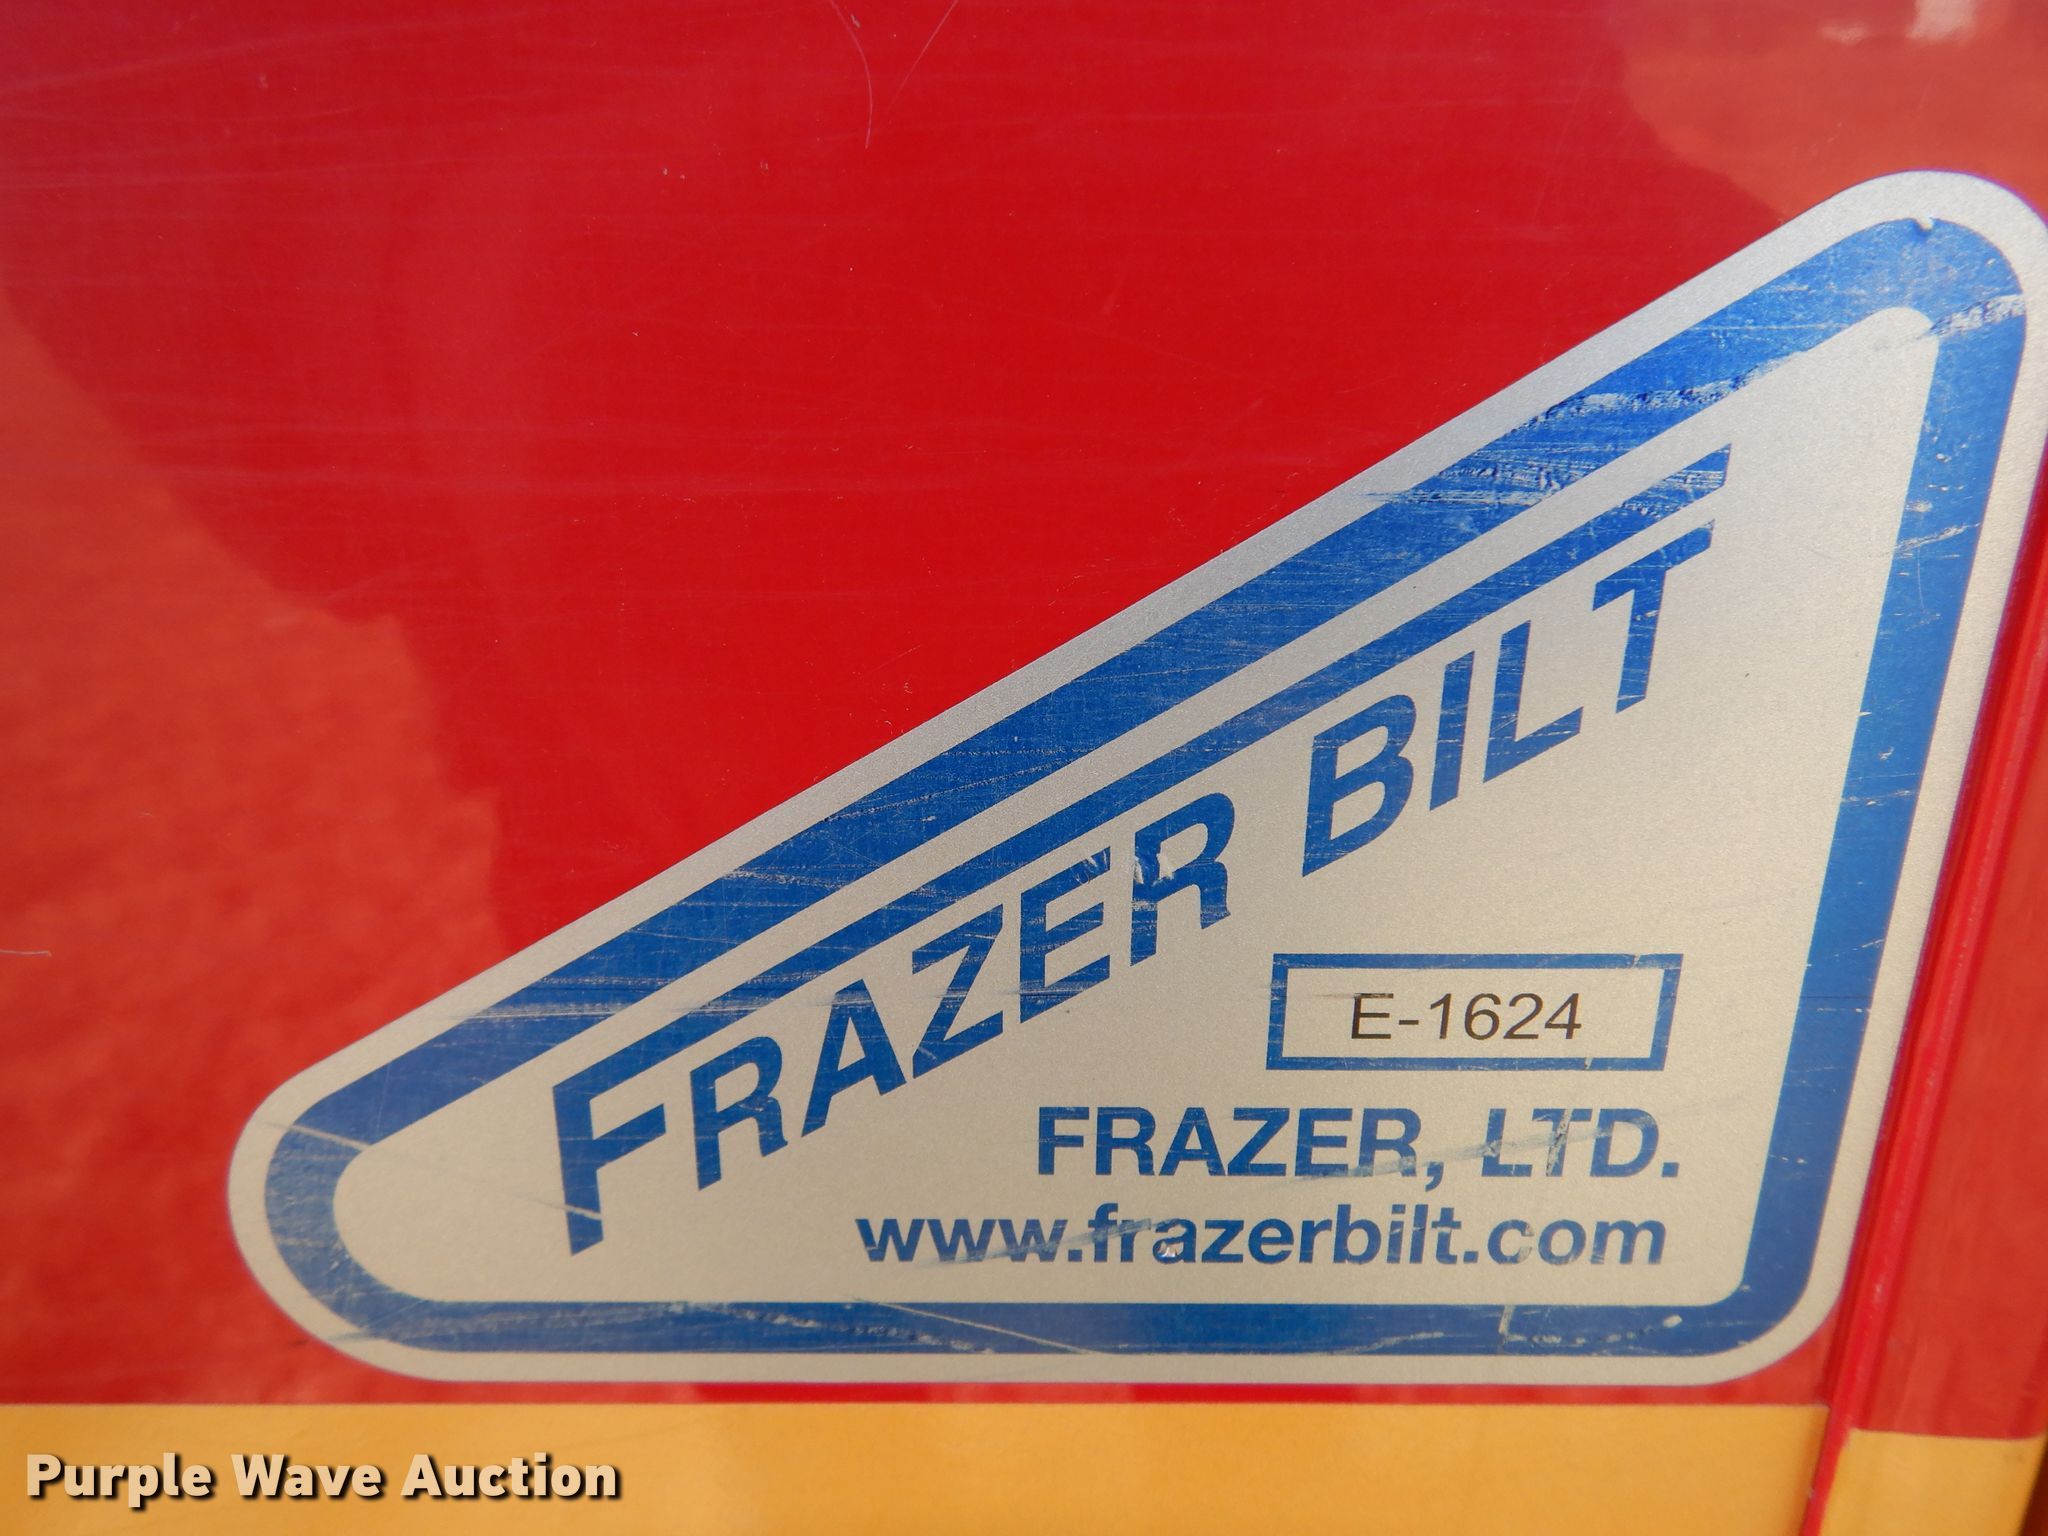 FRAZER BILT
E-1624
FRAZER, LTD.
www.frazerbilt.com
Purple Wave Auction